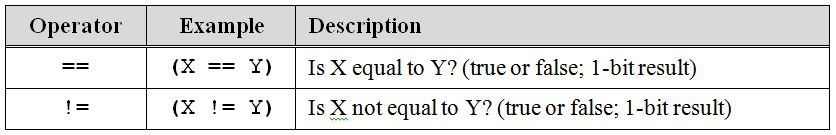 Operator Example Description
== (X == Y) Is X equal to Y? (true or false; 1-bit result)
!= (X != Y) Is X not equal to Y? (true or false; 1-bit result)